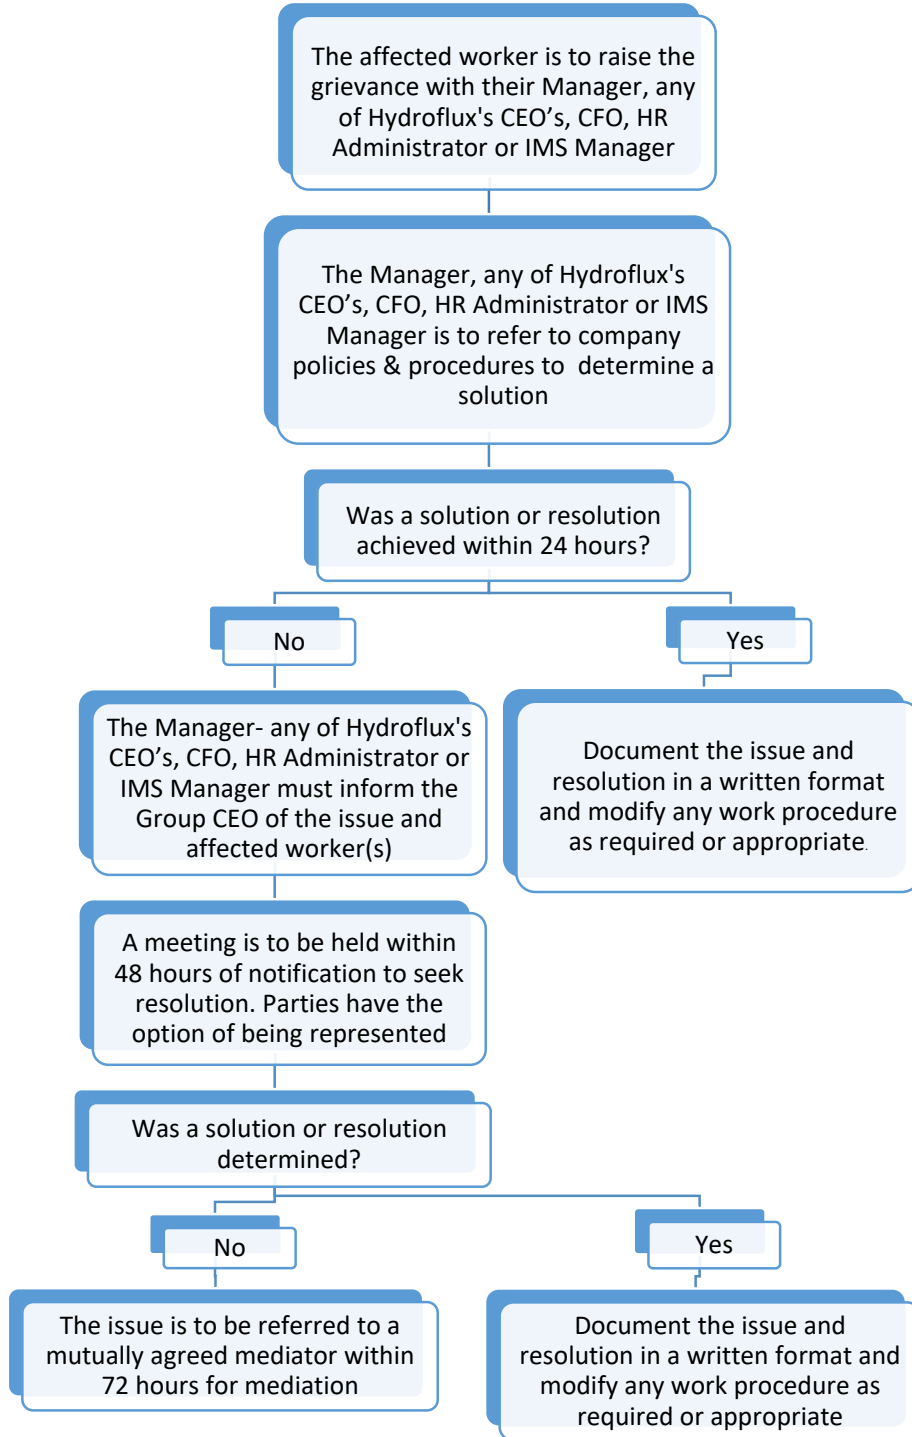 The affected worker is to raise the
grievance with their Manager, any
of Hydroflux's CEO’s, CFO, HR
Administrator or IMS Manager
The Manager, any of Hydroflux's
CEO’s, CFO, HR Administrator or IMS
Manager is to refer to company
policies & procedures to  determine a
solution
Was a solution or resolution
achieved within 24 hours?
No
Yes
The Manager- any of Hydroflux's
CEO’s, CFO, HR Administrator or
IMS Manager must inform the
Group CEO of the issue and
affected worker(s)
Document the issue and
resolution in a written format
and modify any work procedure
as required or appropriate.
A meeting is to be held within
48 hours of notification to seek
resolution. Parties have the
option of being represented
Was a solution or resolution
determined?
No
Yes
The issue is to be referred to a
mutually agreed mediator within
72 hours for mediation
Document the issue and
resolution in a written format and
modify any work procedure as
required or appropriate